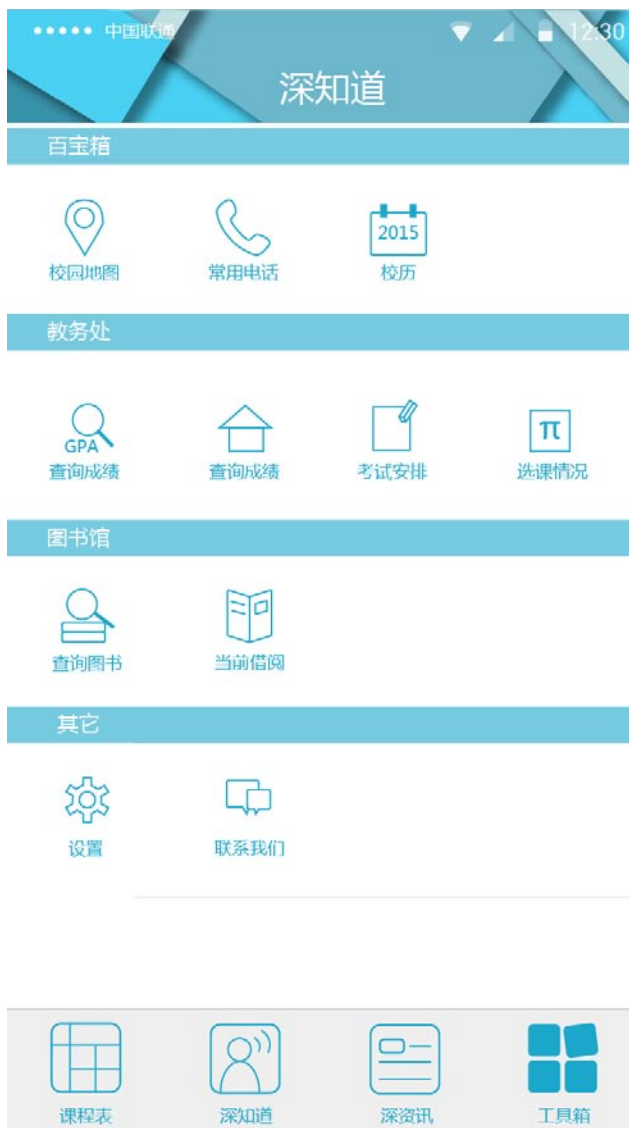 中国联通 12:30
深知道
百宝箱
2015
校园地图 常用电话 校历
教务处
GPA π
查询成绩 查询成绩 考试安排 选课情况
图书馆
查询图书 当前借阅
其它
设置 联系我们
课程表 深知道 深资讯 工具箱